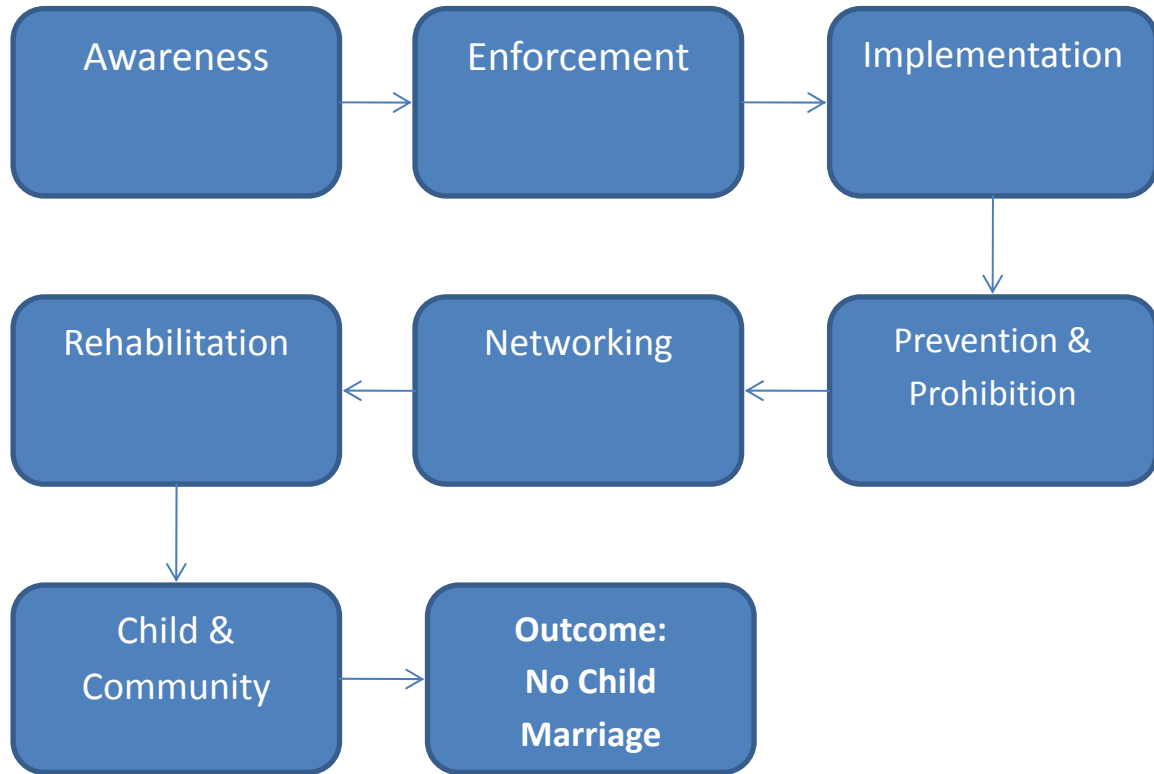 Awareness
Enforcement
Implementation
Prevention &
Prohibition
Networking
Rehabilitation
Child &
Community
Outcome:
No Child
Marriage